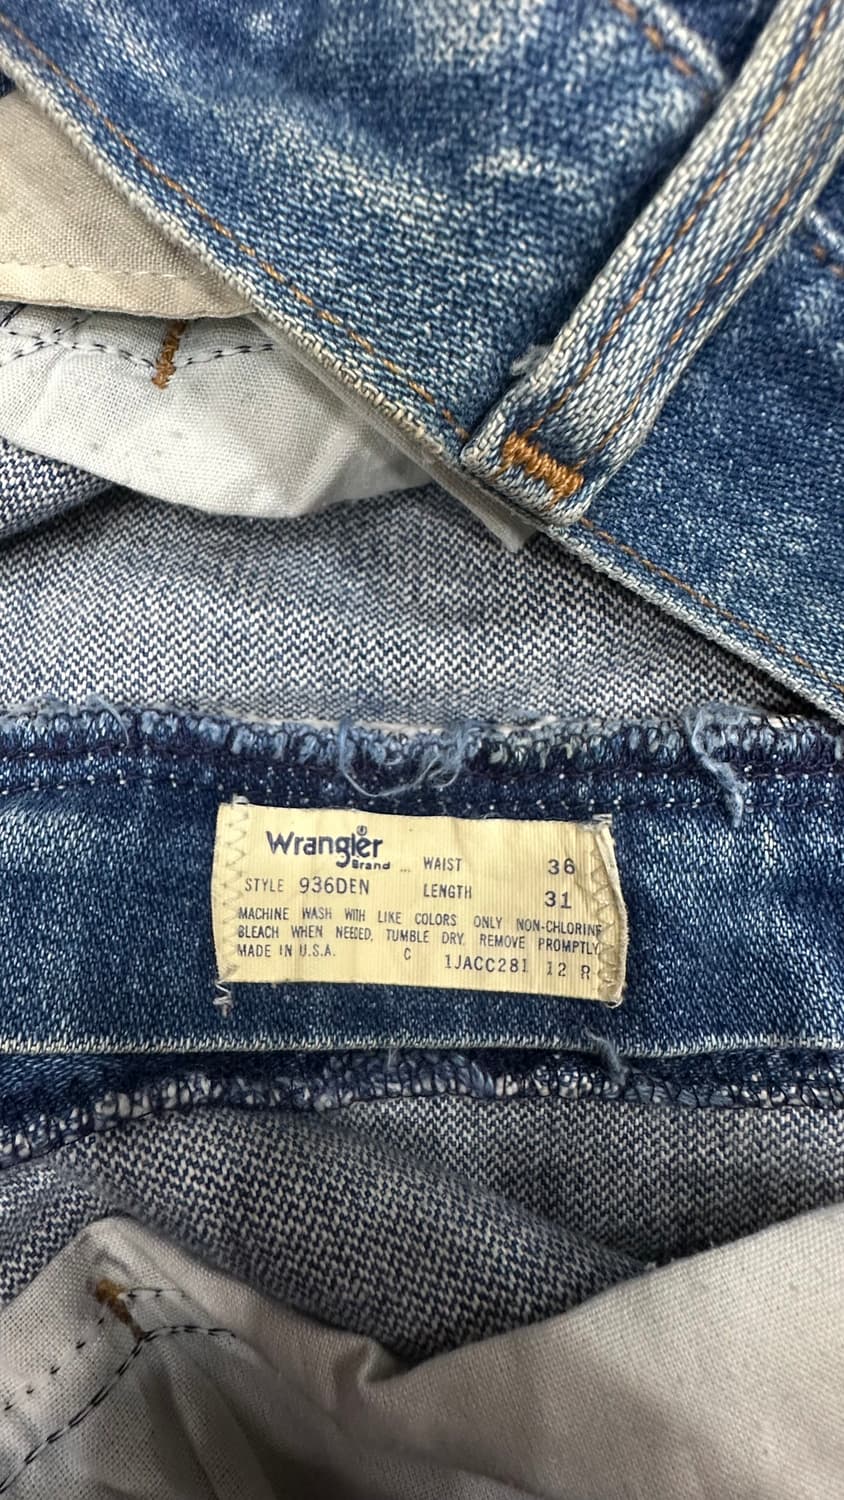 Wrangler®
Brand
WAIST 36
STYLE 936DEN LENGTH 31
MACHINE WASH WITH LIKE COLORS ONLY NON-CHLORINE
BLEACH WHEN NEEDED, TUMBLE DRY, REMOVE PROMPTLY
MADE IN U.S.A. C 1JACC281 12 R